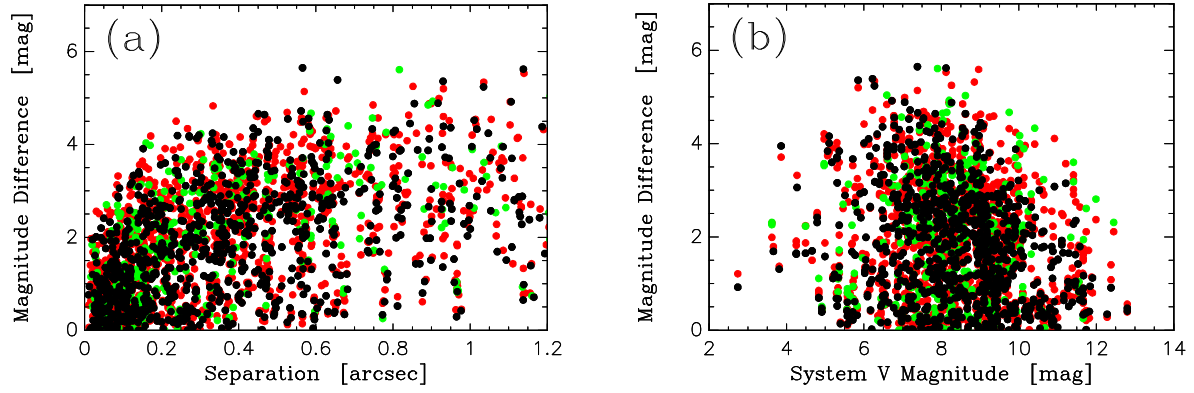 (a)
Magnitude Difference [mag]
6
4
2
0
0 0.2 0.4 0.6 0.8 1 1.2
Separation [arcsec]
(b)
Magnitude Difference [mag]
6
4
2
0
2 4 6 8 10 12 14
System V Magnitude [mag]